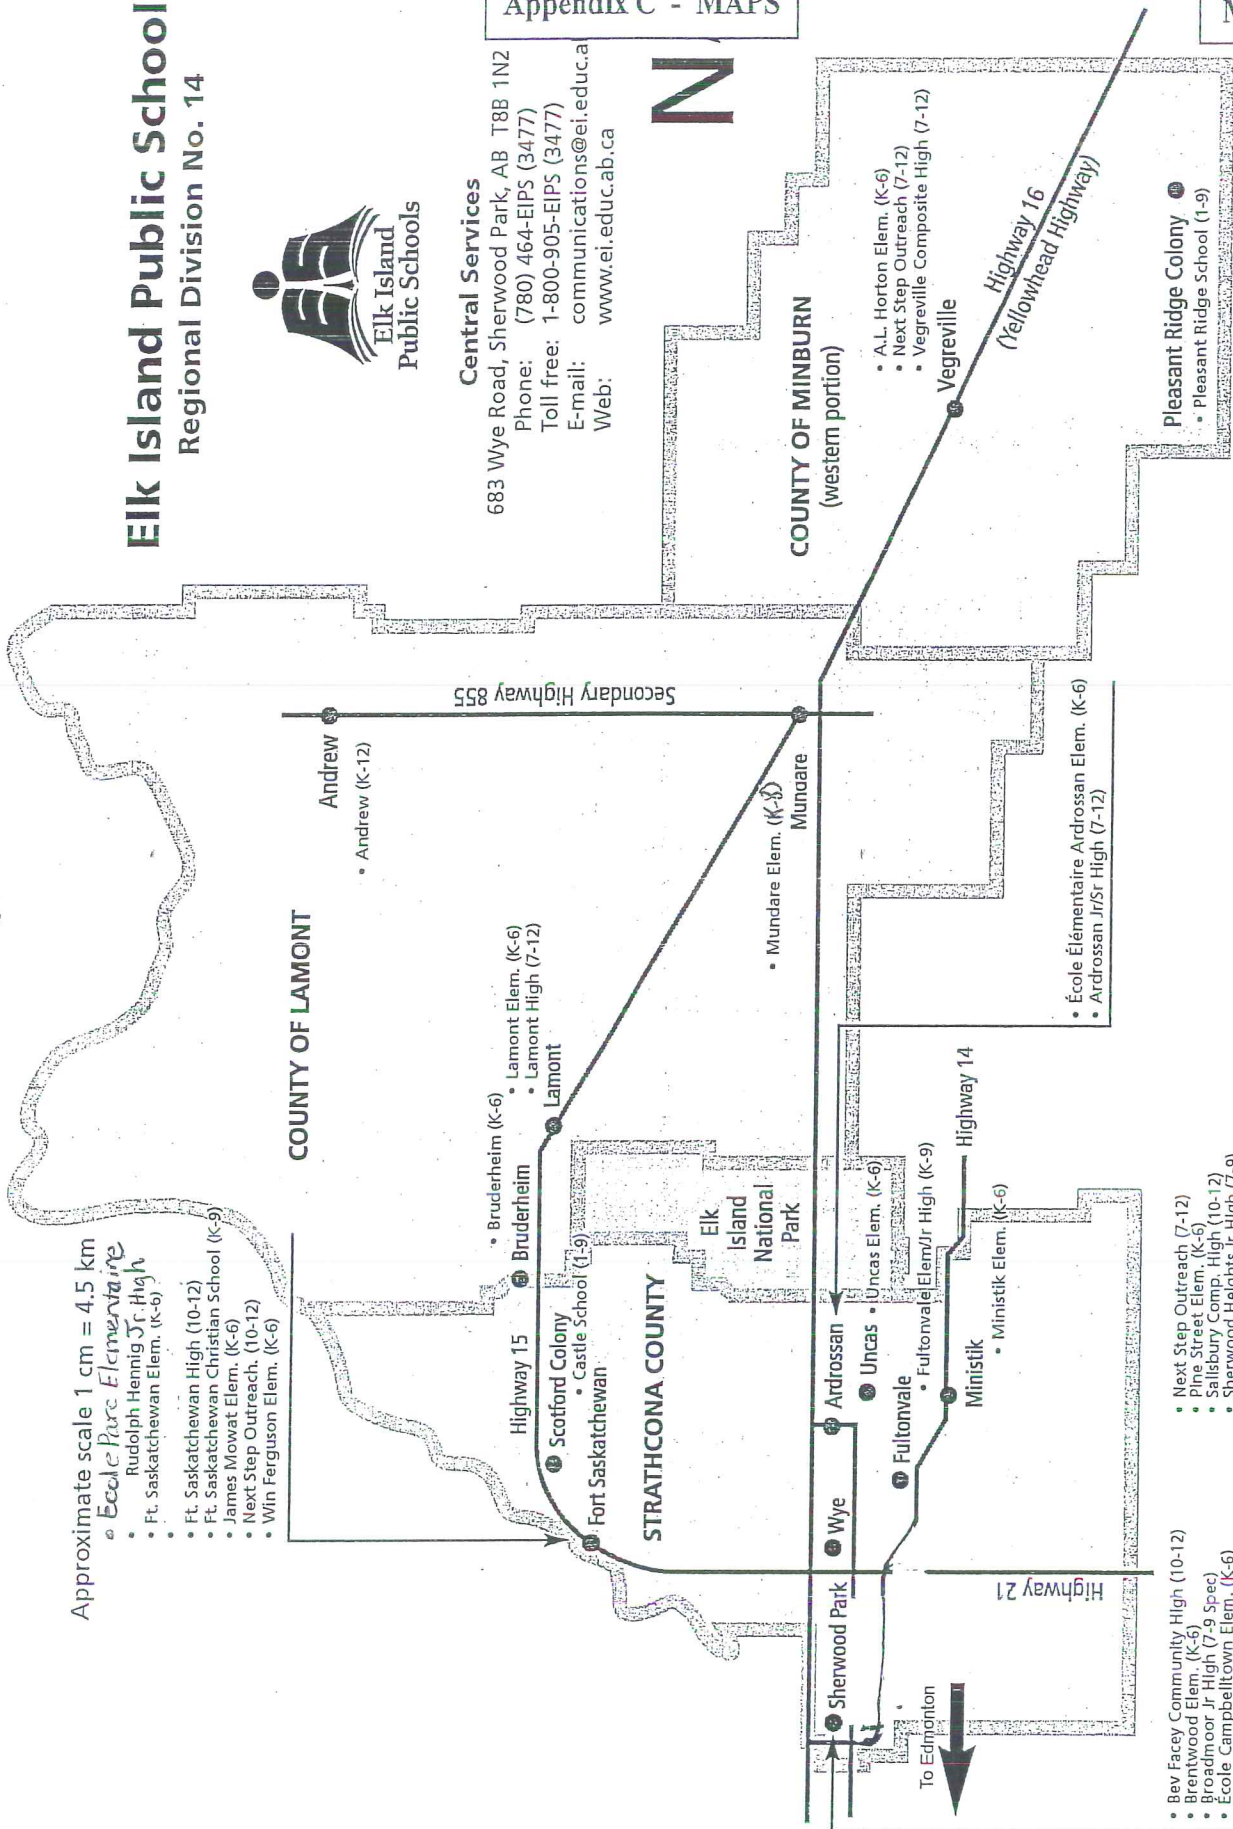 Appendix C - MAPS
Elk Island Public School
Regional Division No. 14
Elk Island
Public Schools
Central Services
683 Wye Road, Sherwood Park, AB T8B 1N2
Phone: (780) 464-EIPS (3477)
Toll free: 1-800-905-EIPS (3477)
E-mail: communications@ei.educ.a
Web: www.ei.educ.ab.ca
N
Approximate scale 1 cm = 4.5 km
• Ecole Parc Elementaire
• Rudolph Hennig Jr. High
• Ft. Saskatchewan Elem. (K-6)
• Ft. Saskatchewan High (10-12)
• Ft. Saskatchewan Christian School (K-9)
• James Mowat Elem. (K-6)
• Next Step Outreach. (10-12)
• Win Ferguson Elem. (K-6)
COUNTY OF LAMONT
Andrew
• Andrew (K-12)
Secondary Highway 855
• Bruderheim (K-6)
Bruderheim
• Lamont Elem. (K-6)
• Lamont High (7-12)
Lamont
Highway 15
Scotford Colony
• Castle School (1-9)
Fort Saskatchewan
STRATHCONA COUNTY
Elk
Island
National
Park
• Mundare Elem. (K-8)
Mundare
COUNTY OF MINBURN
(western portion)
• A.L. Horton Elem. (K-6)
• Next Step Outreach (7-12)
• Vegreville Composite High (7-12)
Vegreville
Highway 16
(Yellowhead Highway)
Pleasant Ridge Colony
• Pleasant Ridge School (1-9)
Sherwood Park
Wye
Ardrossan
Uncas
• Uncas Elem. (K-6)
Fultonvale
• Fultonvale Elem/Jr High (K-9)
Ministik
• Ministik Elem. (K-6)
Highway 14
• École Élémentaire Ardrossan Elem. (K-6)
• Ardrossan Jr/Sr High (7-12)
Highway 21
To Edmonton
• Bev Facey Community High (10-12)
• Brentwood Elem. (K-6)
• Broadmoor Jr High (7-9 Spec)
• École Campbelltown Elem. (K-6)
• Next Step Outreach (7-12)
• Pine Street Elem. (K-6)
• Salisbury Comp. High (10-12)
• Sherwood Heights Jr High (7-9)